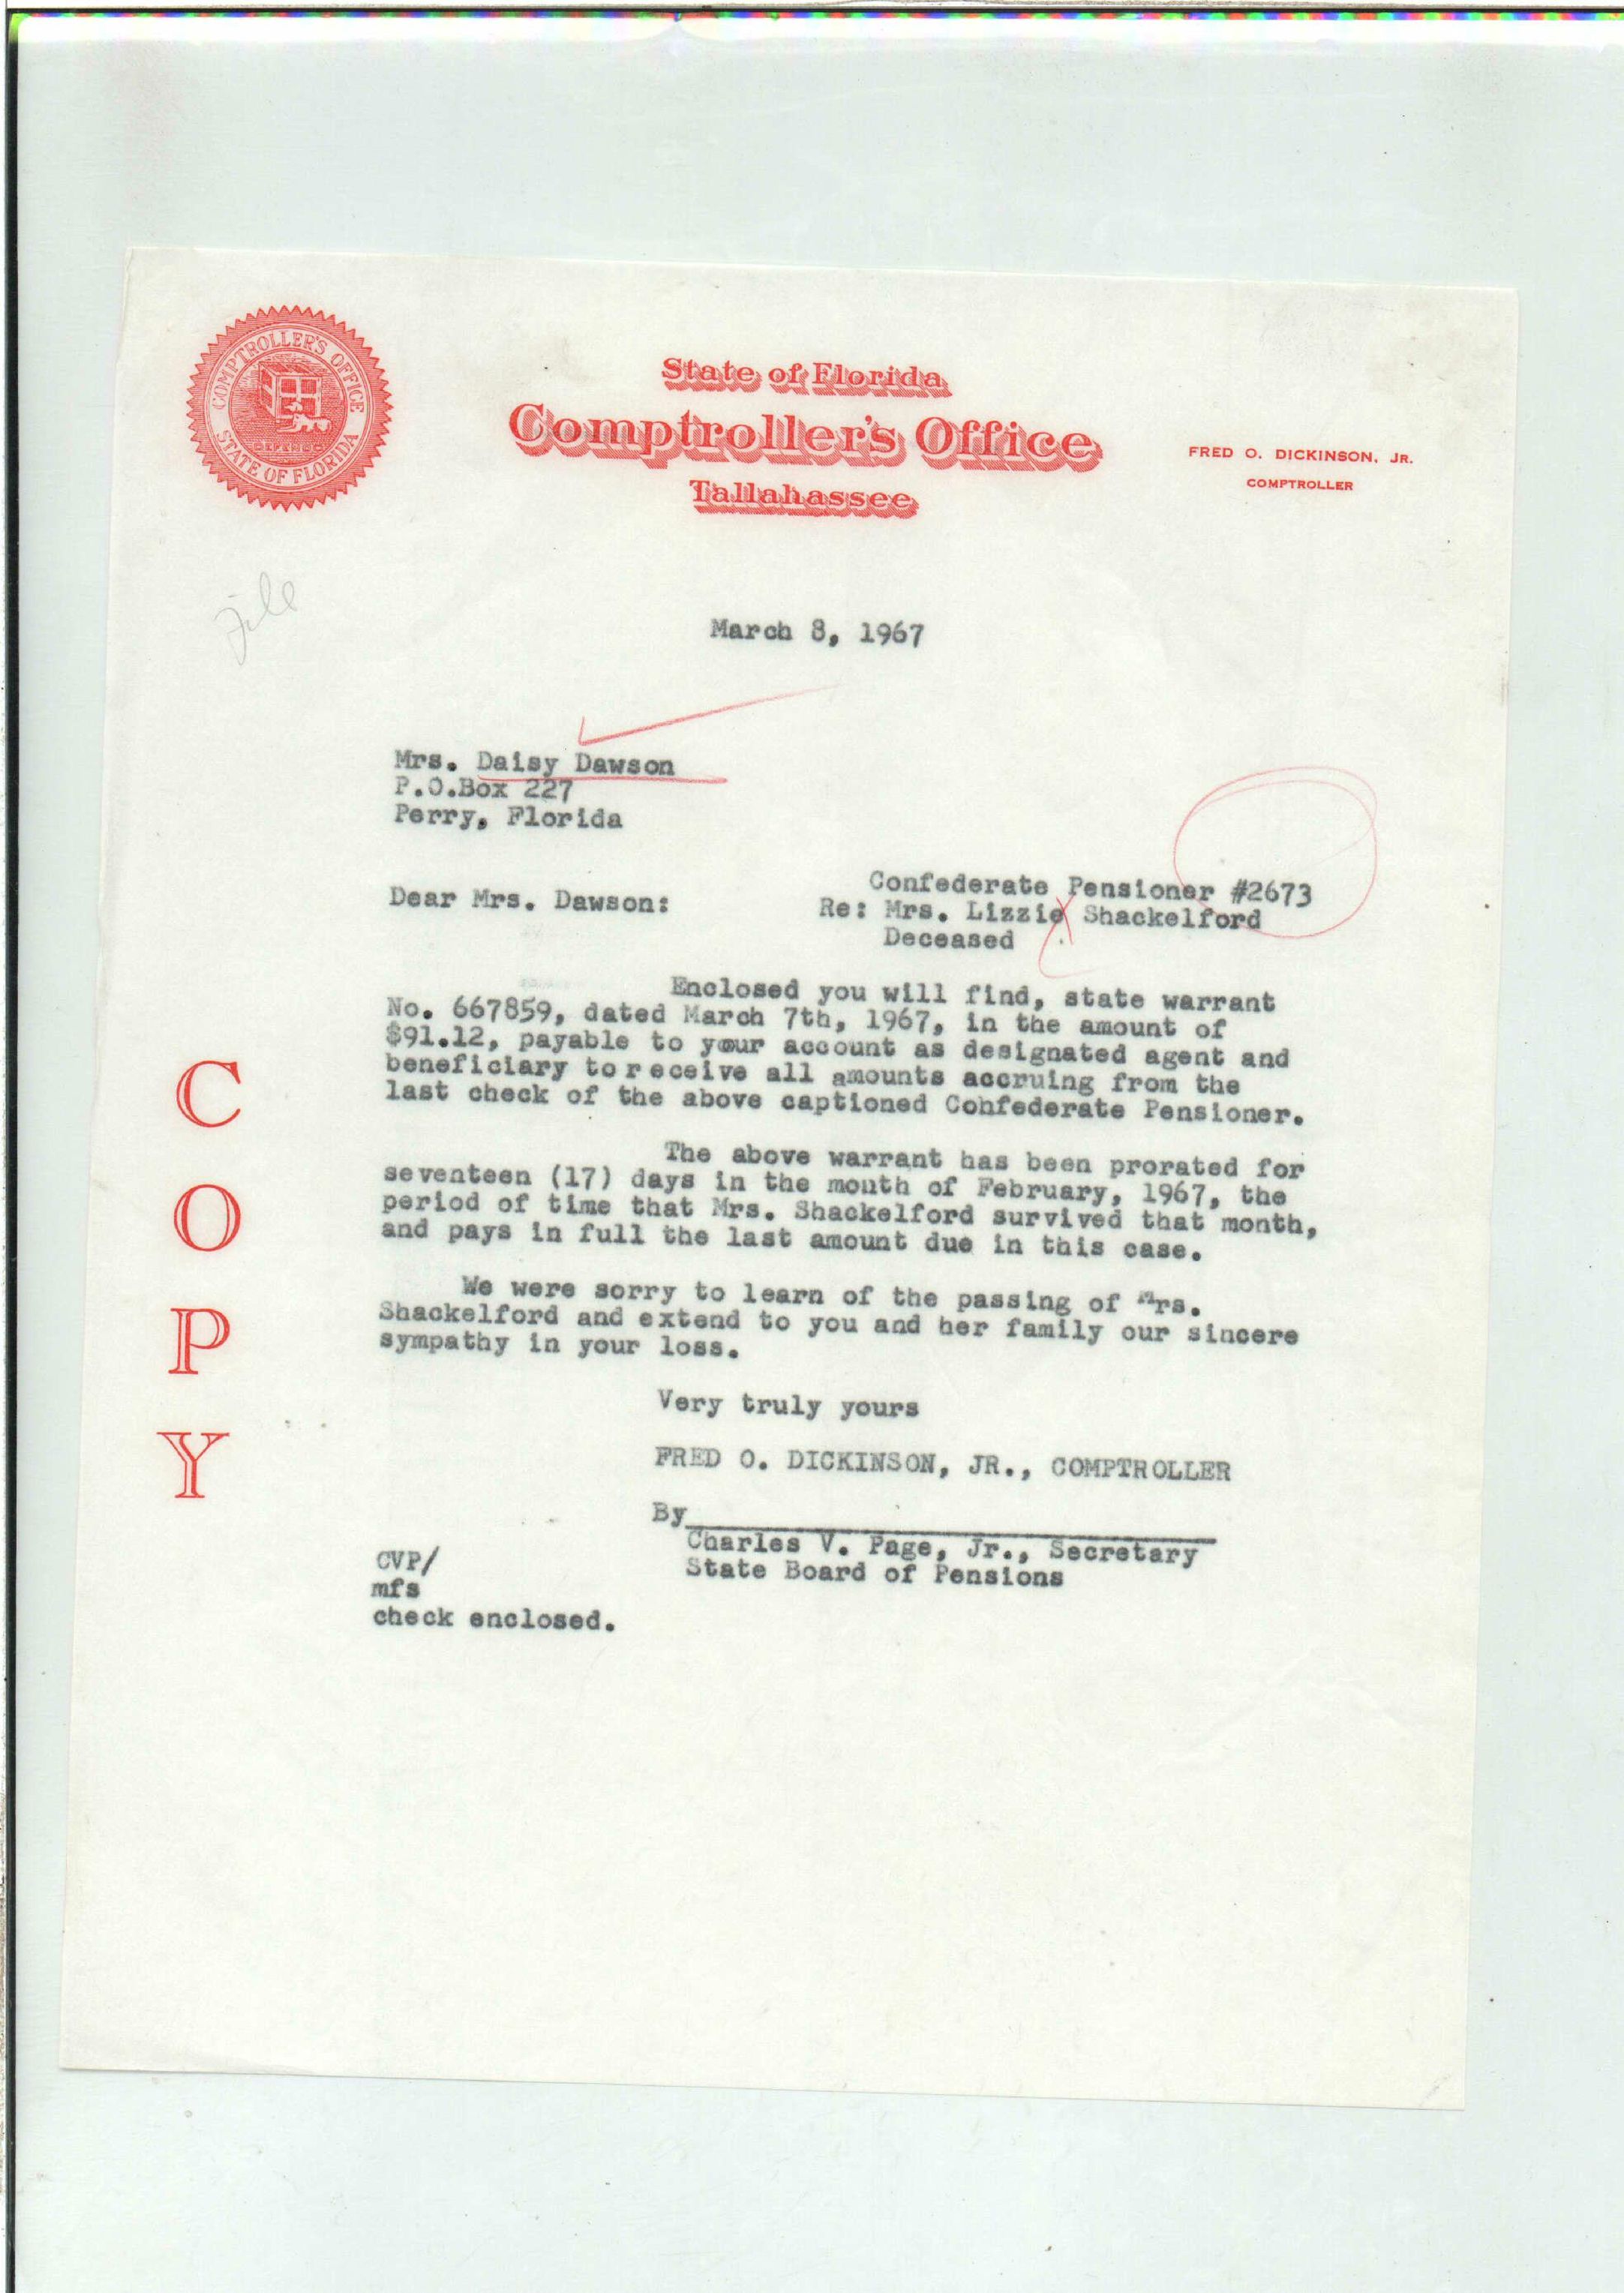 COMPTROLLER'S OFFICE
STATE OF FLORIDA
State of Florida
Comptroller's Office
Tallahassee
FRED O. DICKINSON, JR.
COMPTROLLER
File
March 8, 1967
Mrs. Daisy Dawson
P.O.Box 227
Perry, Florida
Confederate Pensioner #2673
Dear Mrs. Dawson:
Re: Mrs. Lizzie Shackelford
Deceased
Enclosed you will find, state warrant
No. 667859, dated March 7th, 1967, in the amount of
$91.12, payable to your account as designated agent and
beneficiary to receive all amounts accruing from the
last check of the above captioned Cohfederate Pensioner.
The above warrant has been prorated for
seventeen (17) days in the month of February, 1967, the
period of time that Mrs. Shackelford survived that month,
and pays in full the last amount due in this case.
We were sorry to learn of the passing of Mrs.
Shackelford and extend to you and her family our sincere
sympathy in your loss.
Very truly yours
FRED O. DICKINSON, JR., COMPTROLLER
By
Charles V. Page, Jr., Secretary
State Board of Pensions
CVP/
mfs
check enclosed.
C
O
P
Y